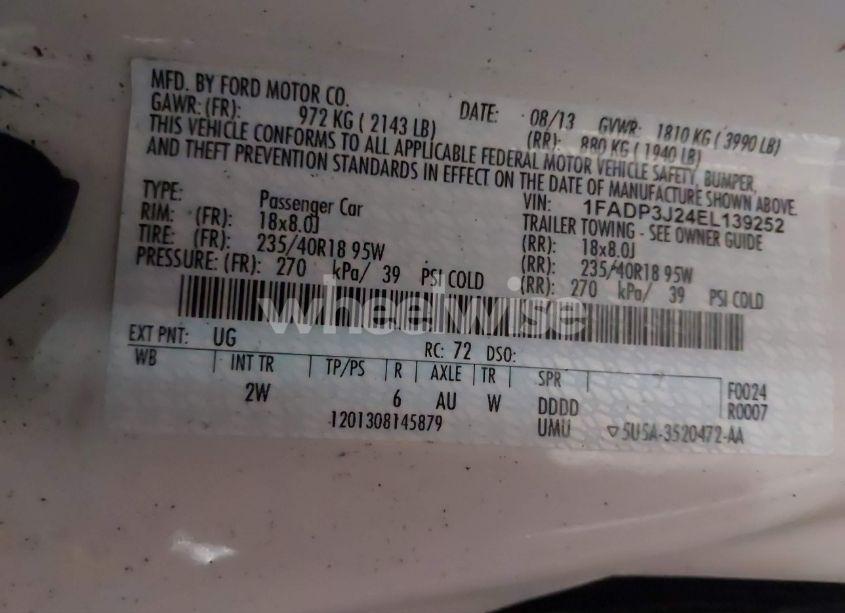 MFD. BY FORD MOTOR CO.
DATE: 08/13 GVWR: 1810 KG ( 3990 LB)
GAWR: (FR): 972 KG ( 2143 LB) (RR): 880 KG ( 1940 LB)
THIS VEHICLE CONFORMS TO ALL APPLICABLE FEDERAL MOTOR VEHICLE SAFETY, BUMPER,
AND THEFT PREVENTION STANDARDS IN EFFECT ON THE DATE OF MANUFACTURE SHOWN ABOVE.
VIN: 1FADP3J24EL139252
TYPE: Passenger Car TRAILER TOWING - SEE OWNER GUIDE
RIM: (FR): 18x8.0J (RR): 18x8.0J
TIRE: (FR): 235/40R18 95W (RR): 235/40R18 95W
PRESSURE: (FR): 270 kPa/ 39 PSI COLD (RR): 270 kPa/ 39 PSI COLD
wheelwise
EXT PNT: UG RC: 72 DSO:
WB INT TR TP/PS R AXLE TR SPR F0024
2W 6 AU W DDDD R0007
1201308145879 UMU ▽5U5A-3520472-AA